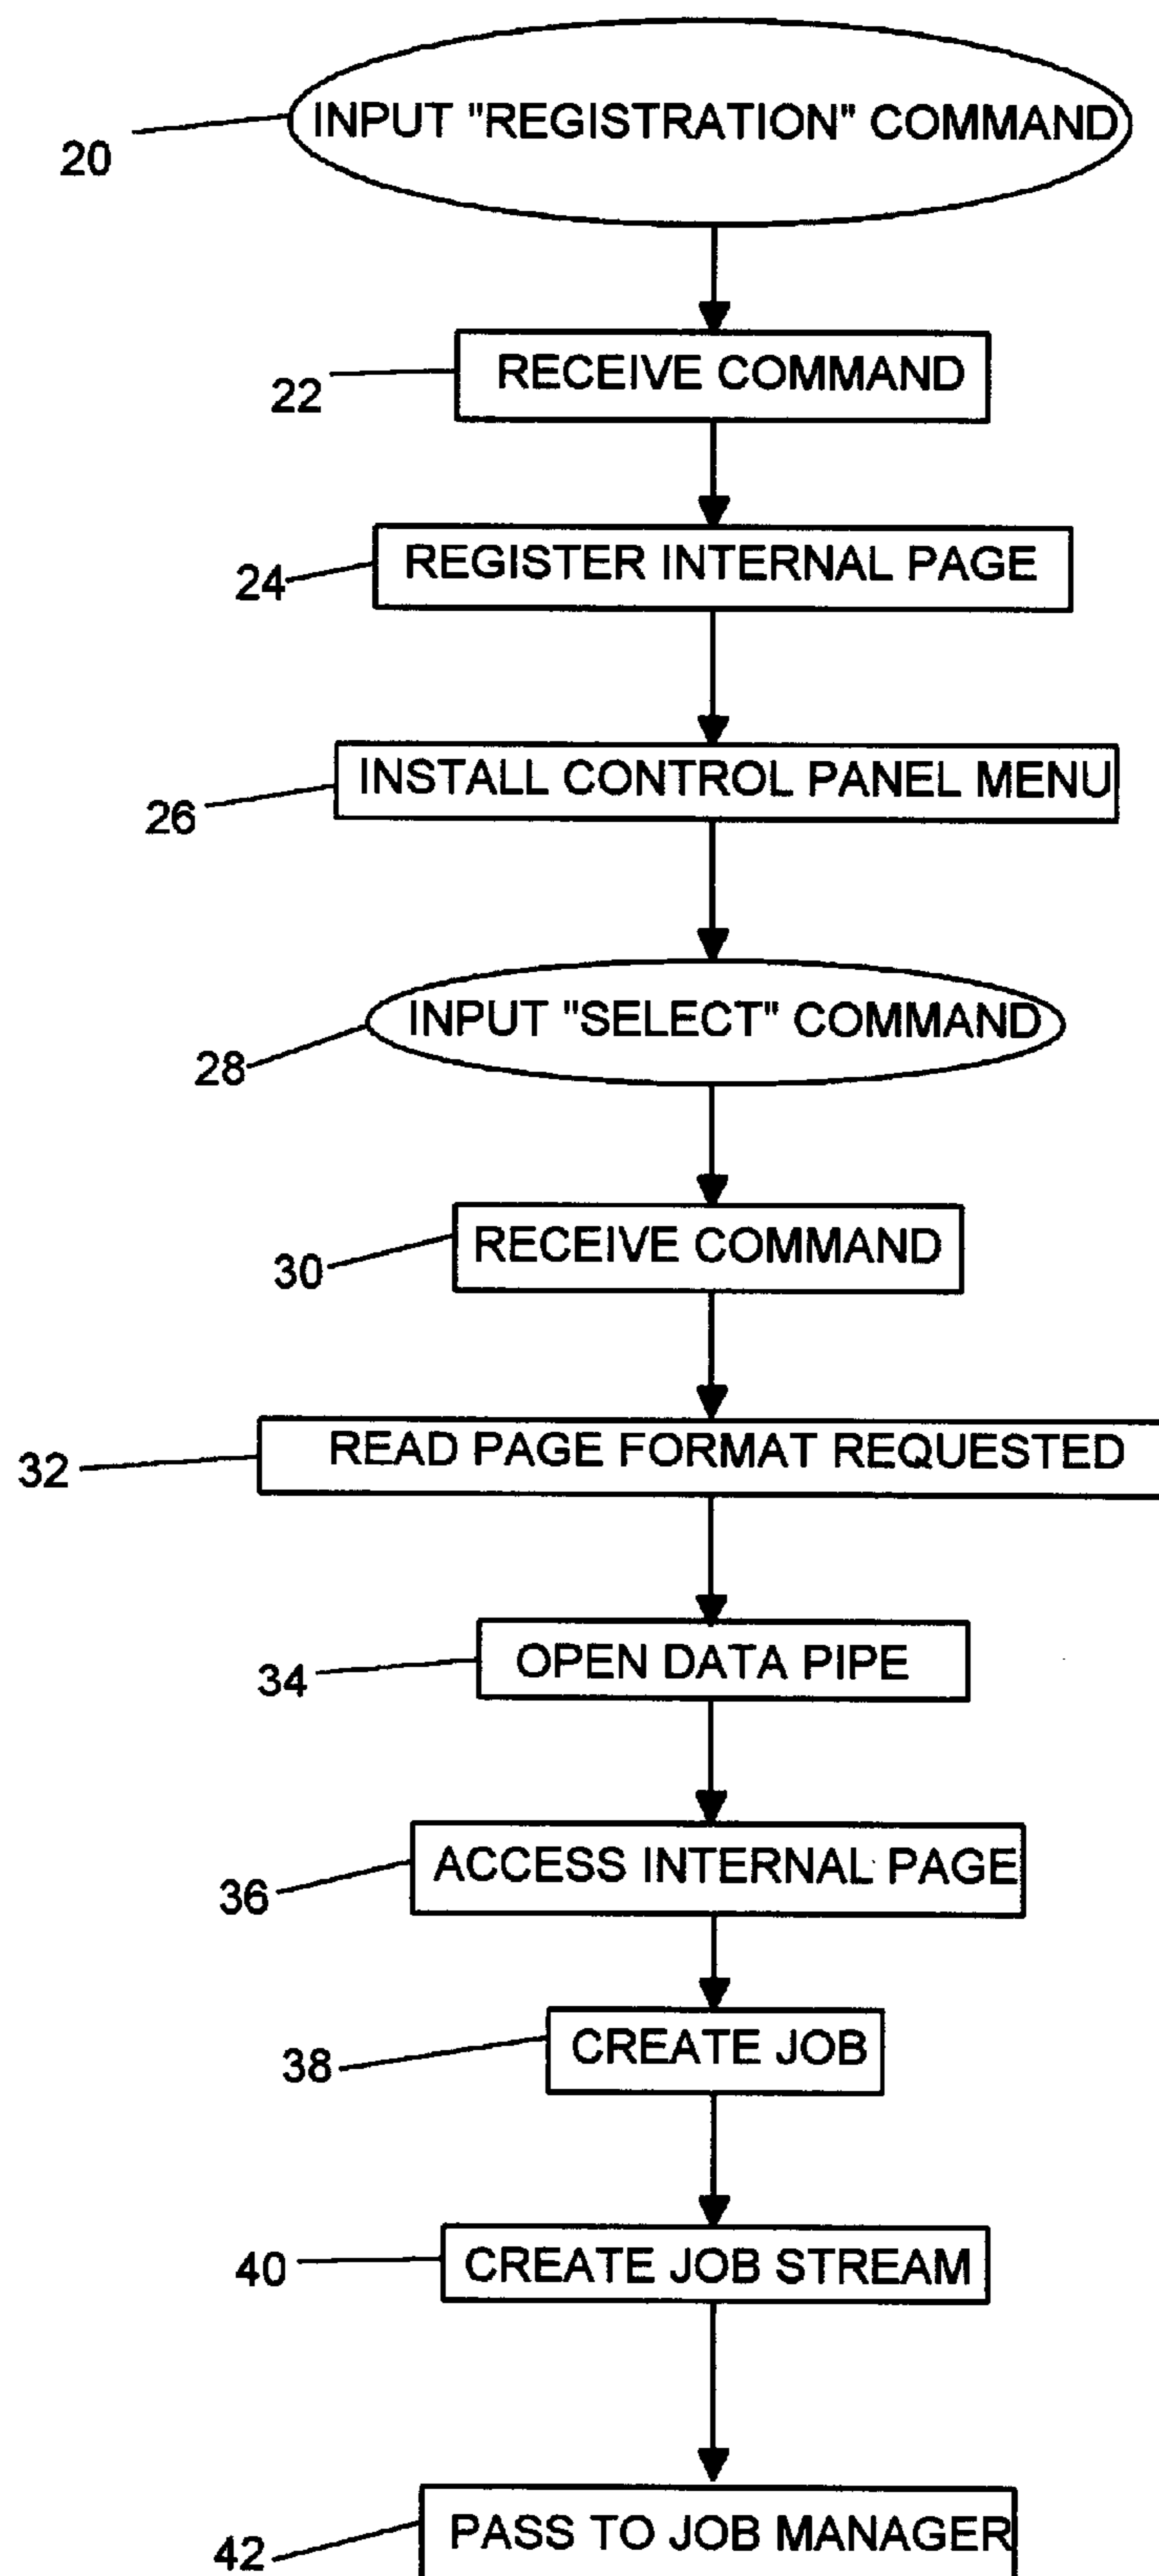 INPUT "REGISTRATION" COMMAND
20
RECEIVE COMMAND
22
REGISTER INTERNAL PAGE
24
INSTALL CONTROL PANEL MENU
26
INPUT "SELECT" COMMAND
28
RECEIVE COMMAND
30
READ PAGE FORMAT REQUESTED
32
OPEN DATA PIPE
34
ACCESS INTERNAL PAGE
36
CREATE JOB
38
CREATE JOB STREAM
40
PASS TO JOB MANAGER
42